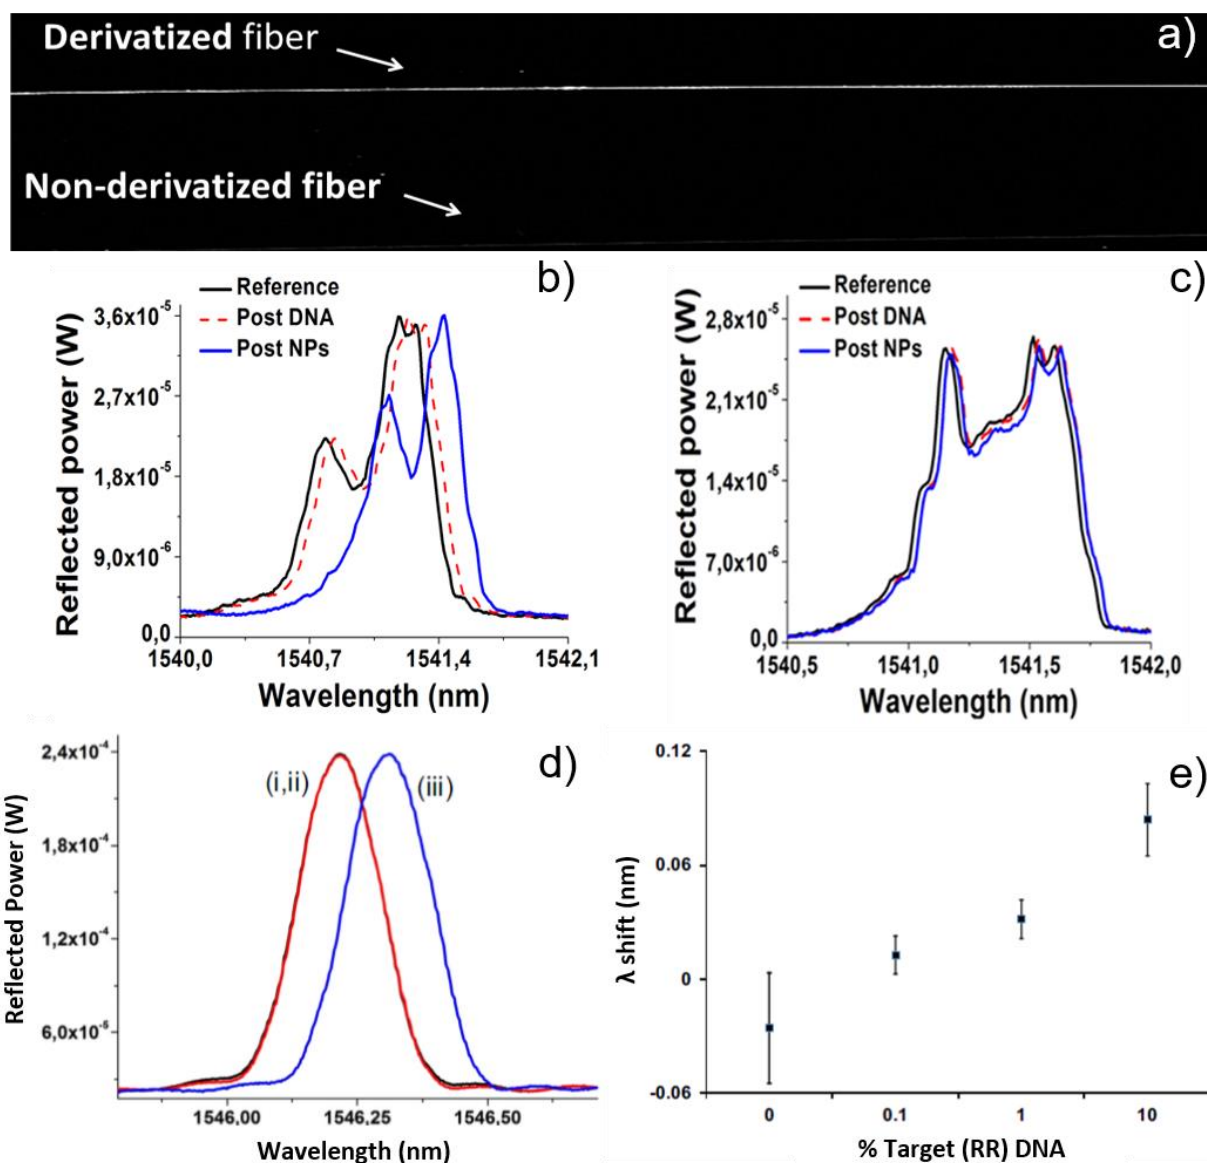 Derivatized fiber
a)
Non-derivatized fiber
b)
Reference
Post DNA
Post NPs
Reflected power (W)
3,6x10⁻⁵
2,7x10⁻⁵
1,8x10⁻⁵
9,0x10⁻⁶
0,0
1540,0 1540,7 1541,4 1542,1
Wavelength (nm)
c)
Reference
Post DNA
Post NPs
Reflected power (W)
2,8x10⁻⁵
2,1x10⁻⁵
1,4x10⁻⁵
7,0x10⁻⁶
0,0
1540,5 1541,0 1541,5 1542,0
Wavelength (nm)
d)
(i,ii)
(iii)
Reflected Power (W)
2,4x10⁻⁴
1,8x10⁻⁴
1,2x10⁻⁴
6,0x10⁻⁵
1546,00 1546,25 1546,50
Wavelength (nm)
e)
λ shift (nm)
0.12
0.06
0
-0.06
0 0.1 1 10
% Target (RR) DNA